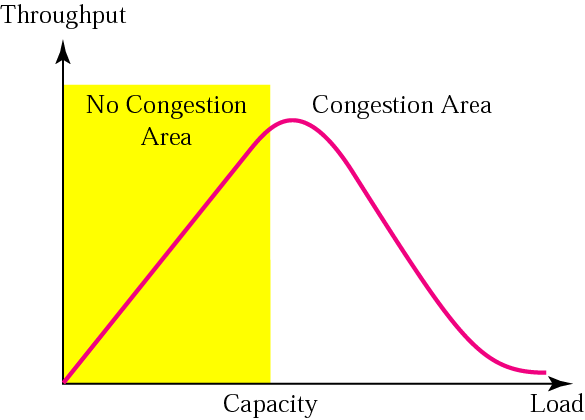 Throughput
No Congestion
Area
Congestion Area
Capacity
Load